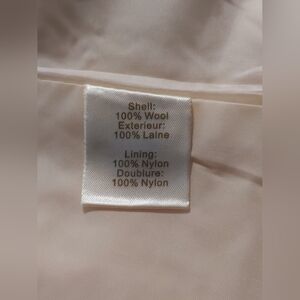 Shell:
100% Wool
Exterieur:
100% Laine
Lining:
100% Nylon
Doublure:
100% Nylon